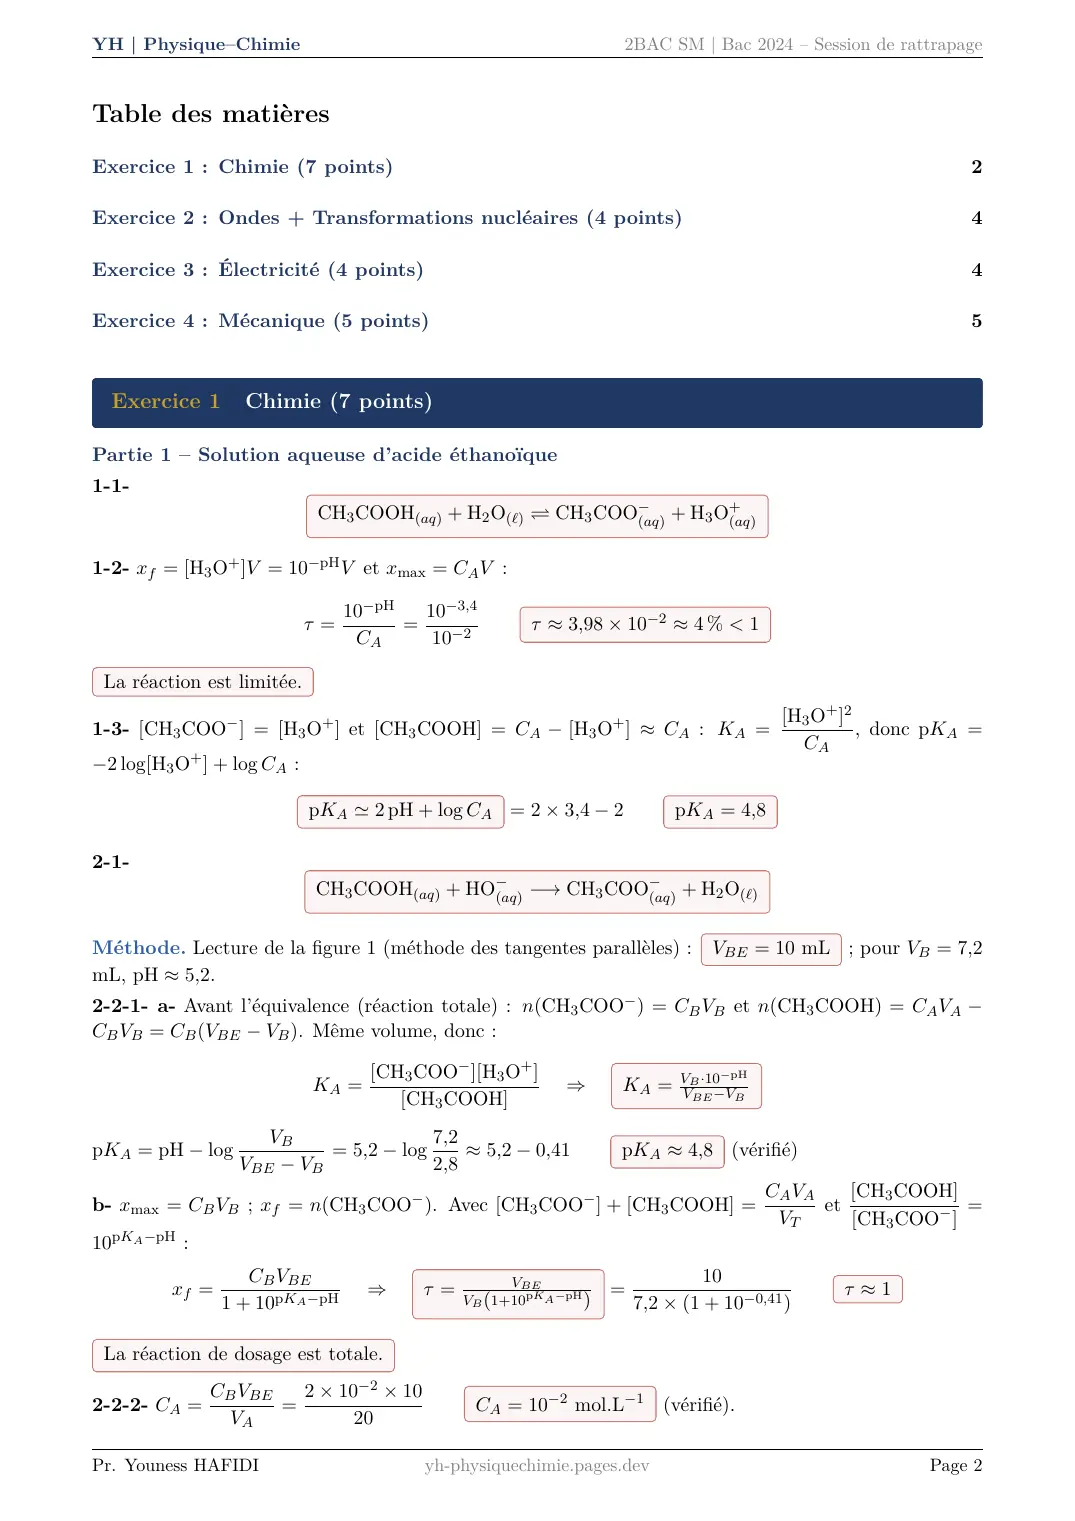 YH | Physique–Chimie 2BAC SM | Bac 2024 – Session de rattrapage
Table des matières
Exercice 1 : Chimie (7 points) 2
Exercice 2 : Ondes + Transformations nucléaires (4 points) 4
Exercice 3 : Électricité (4 points) 4
Exercice 4 : Mécanique (5 points) 5
Exercice 1 Chimie (7 points)
Partie 1 – Solution aqueuse d'acide éthanoïque
1-1-
CH₃COOH₍aq₎ + H₂O₍ℓ₎ ⇌ CH₃COO⁻₍aq₎ + H₃O⁺₍aq₎
1-2- x_f = [H₃O⁺]V = 10^{−pH}V et x_max = C_A V :
τ = 10^{−pH} / C_A = 10^{−3,4} / 10^{−2} τ ≈ 3,98 × 10^{−2} ≈ 4 % < 1
La réaction est limitée.
1-3- [CH₃COO⁻] = [H₃O⁺] et [CH₃COOH] = C_A − [H₃O⁺] ≈ C_A : K_A = [H₃O⁺]² / C_A, donc pK_A =
−2 log[H₃O⁺] + log C_A :
pK_A ≃ 2 pH + log C_A = 2 × 3,4 − 2 pK_A = 4,8
2-1-
CH₃COOH₍aq₎ + HO⁻₍aq₎ ⟶ CH₃COO⁻₍aq₎ + H₂O₍ℓ₎
Méthode. Lecture de la figure 1 (méthode des tangentes parallèles) : V_BE = 10 mL ; pour V_B = 7,2
mL, pH ≈ 5,2.
2-2-1- a- Avant l'équivalence (réaction totale) : n(CH₃COO⁻) = C_B V_B et n(CH₃COOH) = C_A V_A −
C_B V_B = C_B(V_BE − V_B). Même volume, donc :
K_A = [CH₃COO⁻][H₃O⁺] / [CH₃COOH] ⇒ K_A = V_B·10^{−pH} / (V_BE−V_B)
pK_A = pH − log V_B / (V_BE − V_B) = 5,2 − log 7,2 / 2,8 ≈ 5,2 − 0,41 pK_A ≈ 4,8 (vérifié)
b- x_max = C_B V_B ; x_f = n(CH₃COO⁻). Avec [CH₃COO⁻] + [CH₃COOH] = C_A V_A / V_T et [CH₃COOH] / [CH₃COO⁻] =
10^{pK_A−pH} :
x_f = C_B V_BE / (1 + 10^{pK_A−pH}) ⇒ τ = V_BE / (V_B(1+10^{pK_A−pH})) = 10 / (7,2 × (1 + 10^{−0,41})) τ ≈ 1
La réaction de dosage est totale.
2-2-2- C_A = C_B V_BE / V_A = 2 × 10^{−2} × 10 / 20 C_A = 10^{−2} mol.L^{−1} (vérifié).
Pr. Youness HAFIDI yh-physiquechimie.pages.dev Page 2